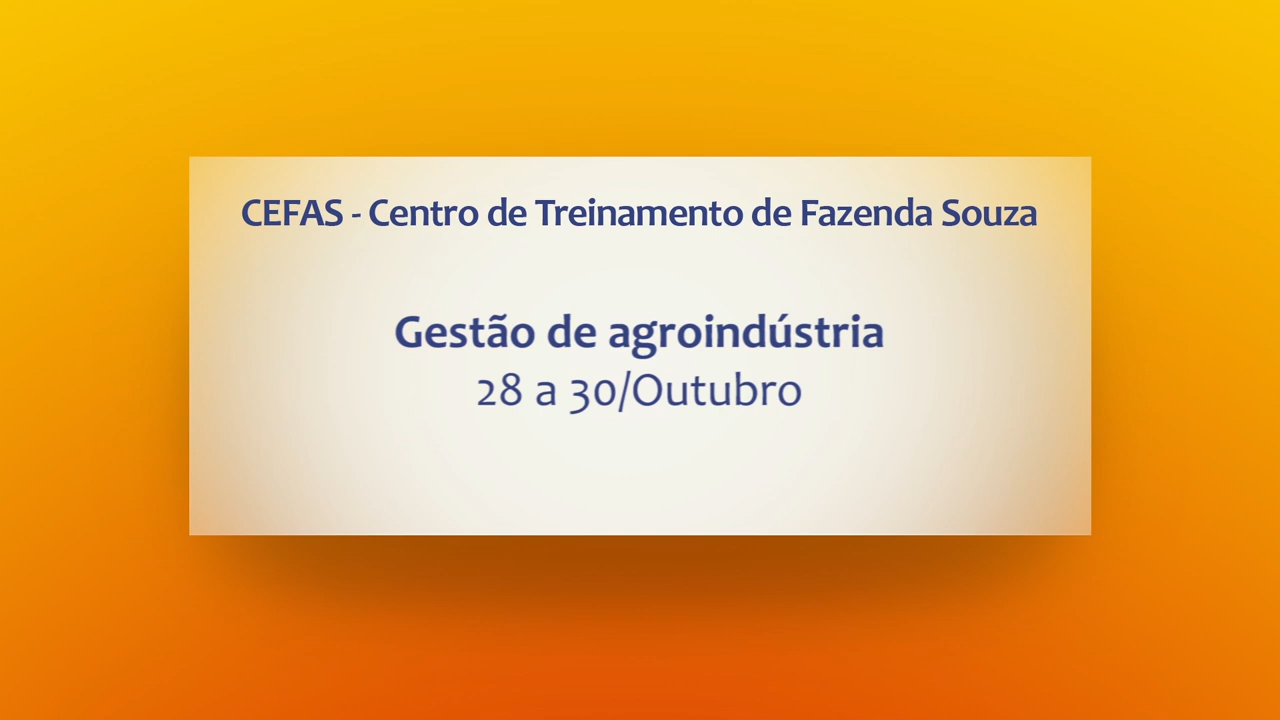 CEFAS - Centro de Treinamento de Fazenda Souza
Gestão de agroindústria
28 a 30/Outubro